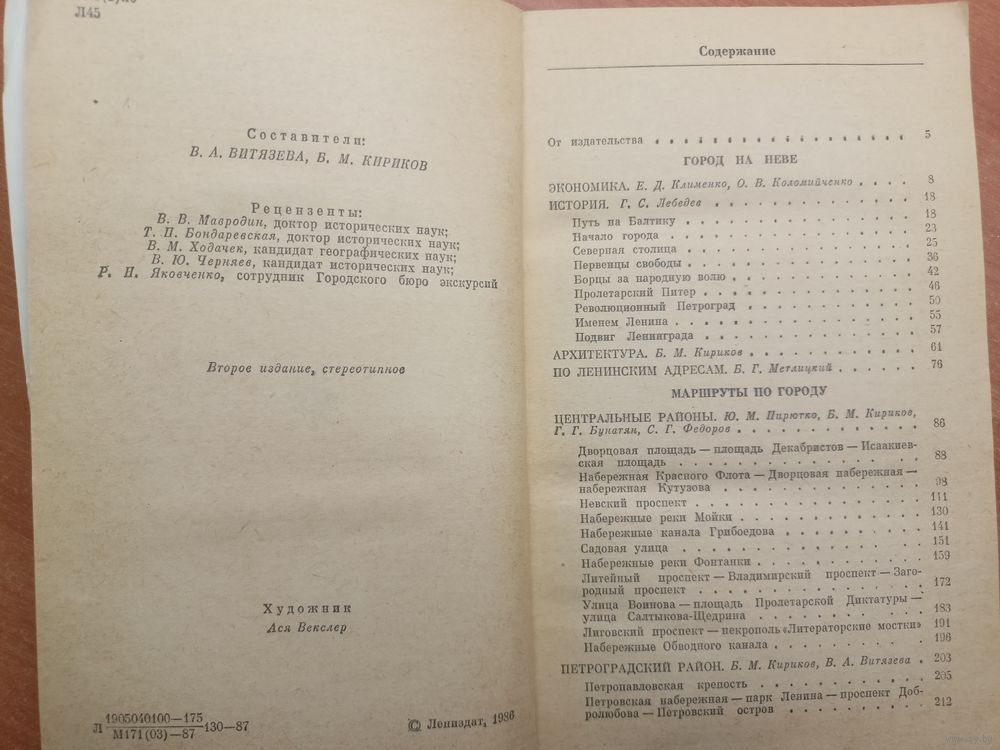 Л45
Составители:
В. А. ВИТЯЗЕВА, Б. М. КИРИКОВ
Рецензенты:
В. В. Мавродин, доктор исторических наук;
Т. П. Бондаревская, доктор исторических наук;
В. М. Ходачек, кандидат географических наук;
В. Ю. Черняев, кандидат исторических наук;
Р. Н. Яковченко, сотрудник Городского бюро экскурсий
Второе издание, стереотипное
Художник
Ася Векслер
Л 1905040100—175 130—87
М171(03)—87
© Лениздат, 1986
Содержание
От издательства 5
ГОРОД НА НЕВЕ
ЭКОНОМИКА. Е. Д. Клименко, О. В. Коломийченко 8
ИСТОРИЯ. Г. С. Лебедев 18
Путь на Балтику 18
Начало города 23
Северная столица 25
Первенцы свободы 36
Борцы за народную волю 42
Пролетарский Питер 46
Революционный Петроград 50
Именем Ленина 55
Подвиг Ленинграда 57
АРХИТЕКТУРА. Б. М. Кириков 61
ПО ЛЕНИНСКИМ АДРЕСАМ. Б. Г. Метлицкий 76
МАРШРУТЫ ПО ГОРОДУ
ЦЕНТРАЛЬНЫЕ РАЙОНЫ. Ю. М. Пирютко, Б. М. Кириков,
Г. Г. Бунатян, С. Г. Федоров 86
Дворцовая площадь — площадь Декабристов — Исаакиев-
ская площадь 88
Набережная Красного Флота — Дворцовая набережная —
набережная Кутузова 98
Невский проспект 111
Набережные реки Мойки 130
Набережные канала Грибоедова 141
Садовая улица 151
Набережные реки Фонтанки 159
Литейный проспект — Владимирский проспект — Заго-
родный проспект 172
Улица Воинова — площадь Пролетарской Диктатуры —
улица Салтыкова-Щедрина 183
Лиговский проспект — некрополь «Литераторские мостки» 191
Набережные Обводного канала 196
ПЕТРОГРАДСКИЙ РАЙОН. Б. М. Кириков, В. А. Витязева 203
Петропавловская крепость 205
Петровская набережная — парк Ленина — проспект Доб-
ролюбова — Петровский остров 212